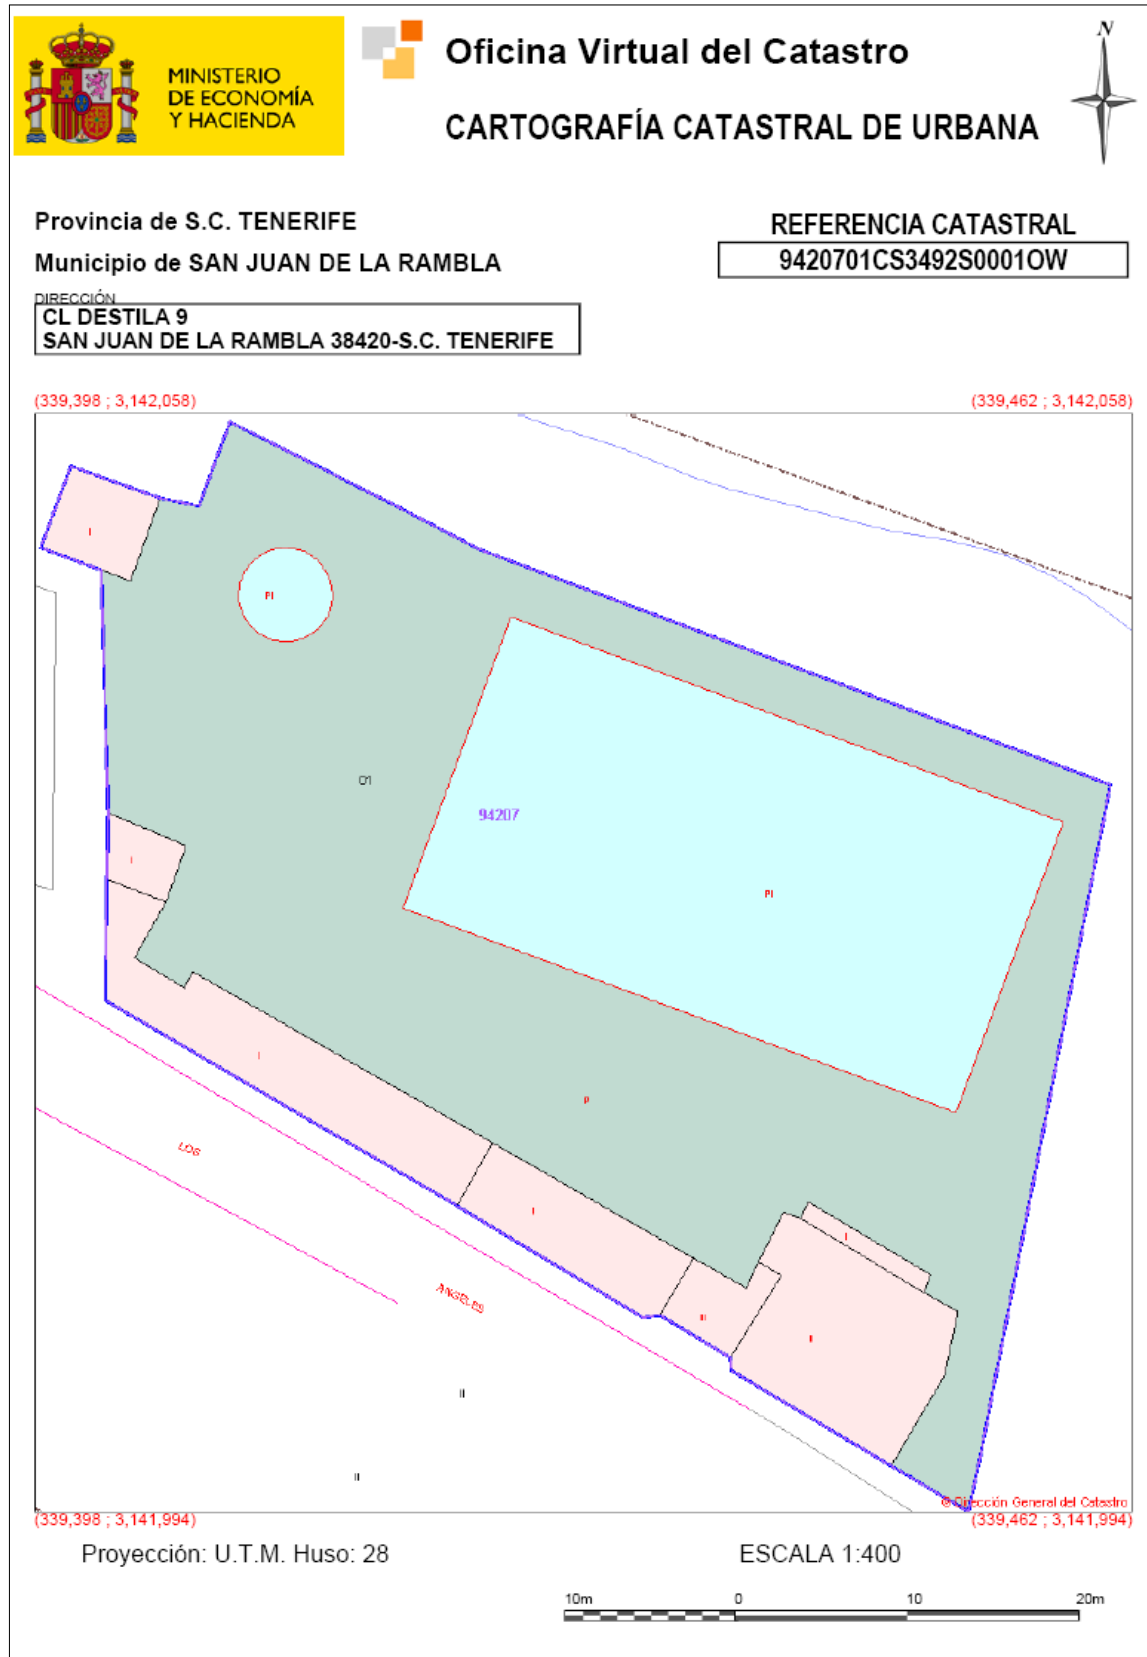 MINISTERIO
DE ECONOMÍA
Y HACIENDA
Oficina Virtual del Catastro
CARTOGRAFÍA CATASTRAL DE URBANA
N
Provincia de S.C. TENERIFE
Municipio de SAN JUAN DE LA RAMBLA
REFERENCIA CATASTRAL
9420701CS3492S0001OW
DIRECCIÓN
CL DESTILA 9
SAN JUAN DE LA RAMBLA 38420-S.C. TENERIFE
(339,398 ; 3,142,058)
(339,462 ; 3,142,058)
I
PI
01
94207
I
PI
I
P
LOS
I
I
ANGELES
III
II
II
II
© Dirección General del Catastro
(339,398 ; 3,141,994)
(339,462 ; 3,141,994)
Proyección: U.T.M. Huso: 28
ESCALA 1:400
10m
0
10
20m